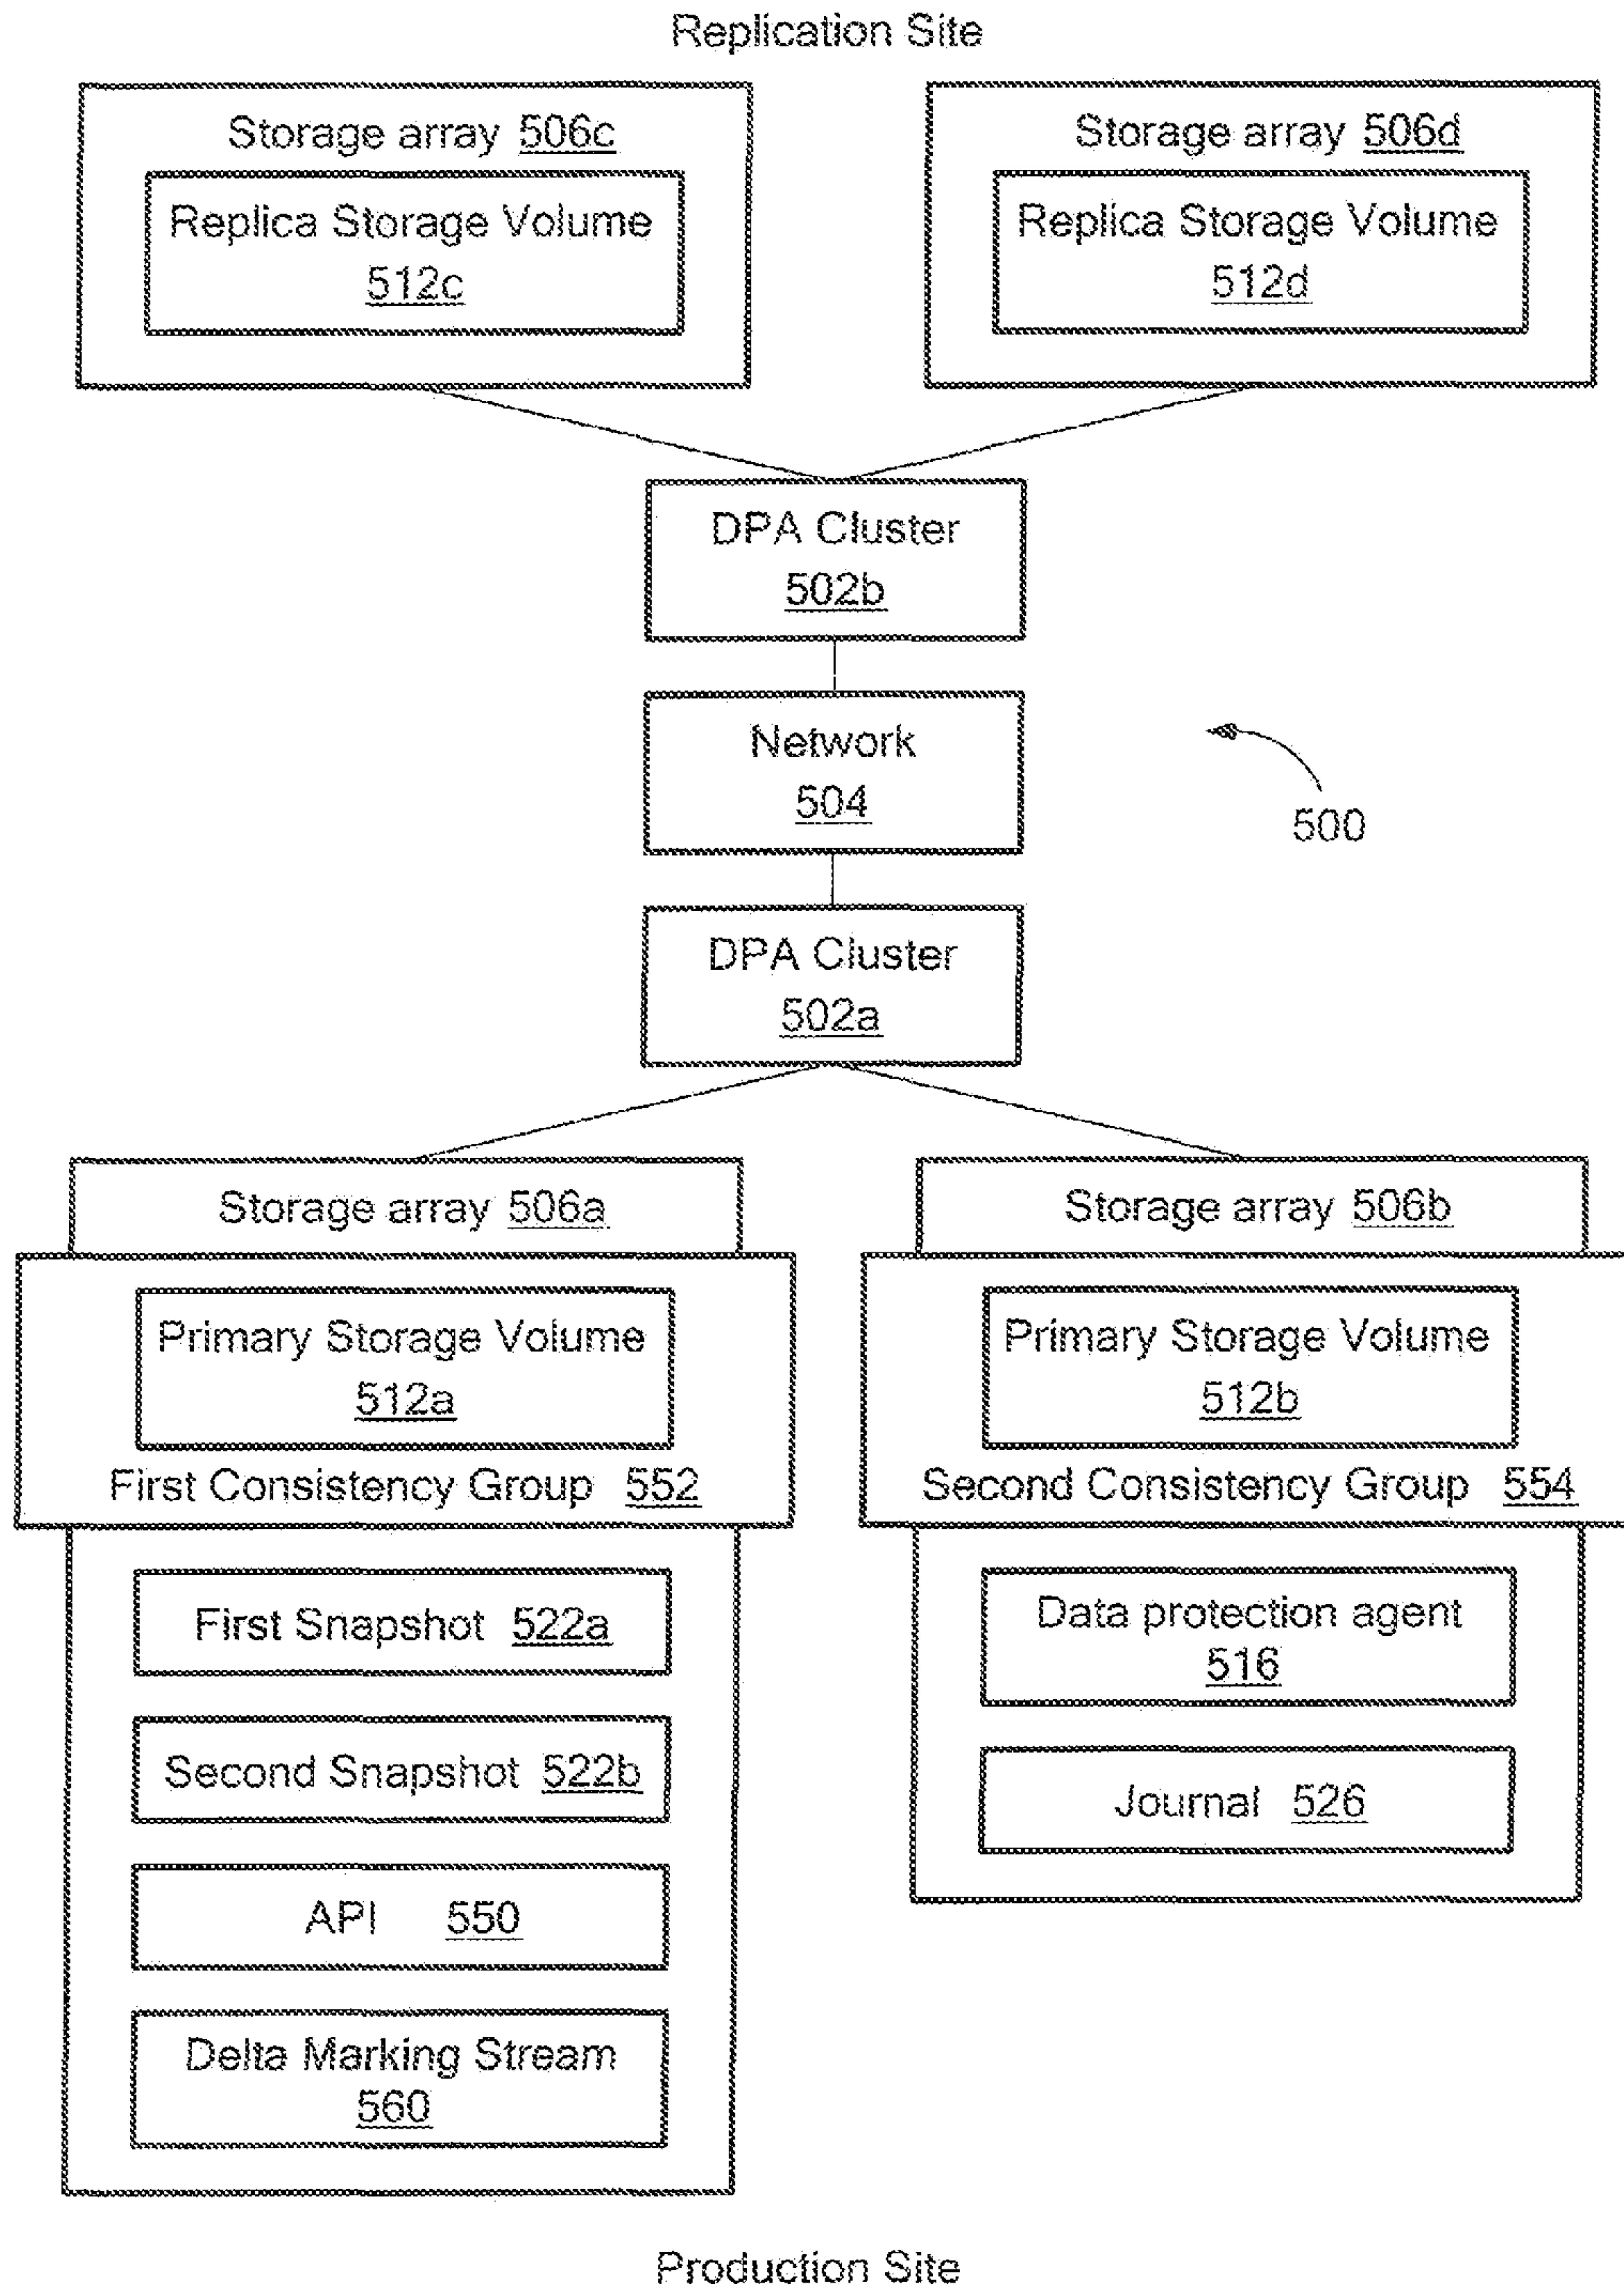 Replication Site
Storage array 506c
Replica Storage Volume
512c
Storage array 506d
Replica Storage Volume
512d
DPA Cluster
502b
Network
504
500
DPA Cluster
502a
Storage array 506a
Primary Storage Volume
512a
First Consistency Group 552
First Snapshot 522a
Second Snapshot 522b
API 550
Delta Marking Stream
560
Storage array 506b
Primary Storage Volume
512b
Second Consistency Group 554
Data protection agent
516
Journal 526
Production Site